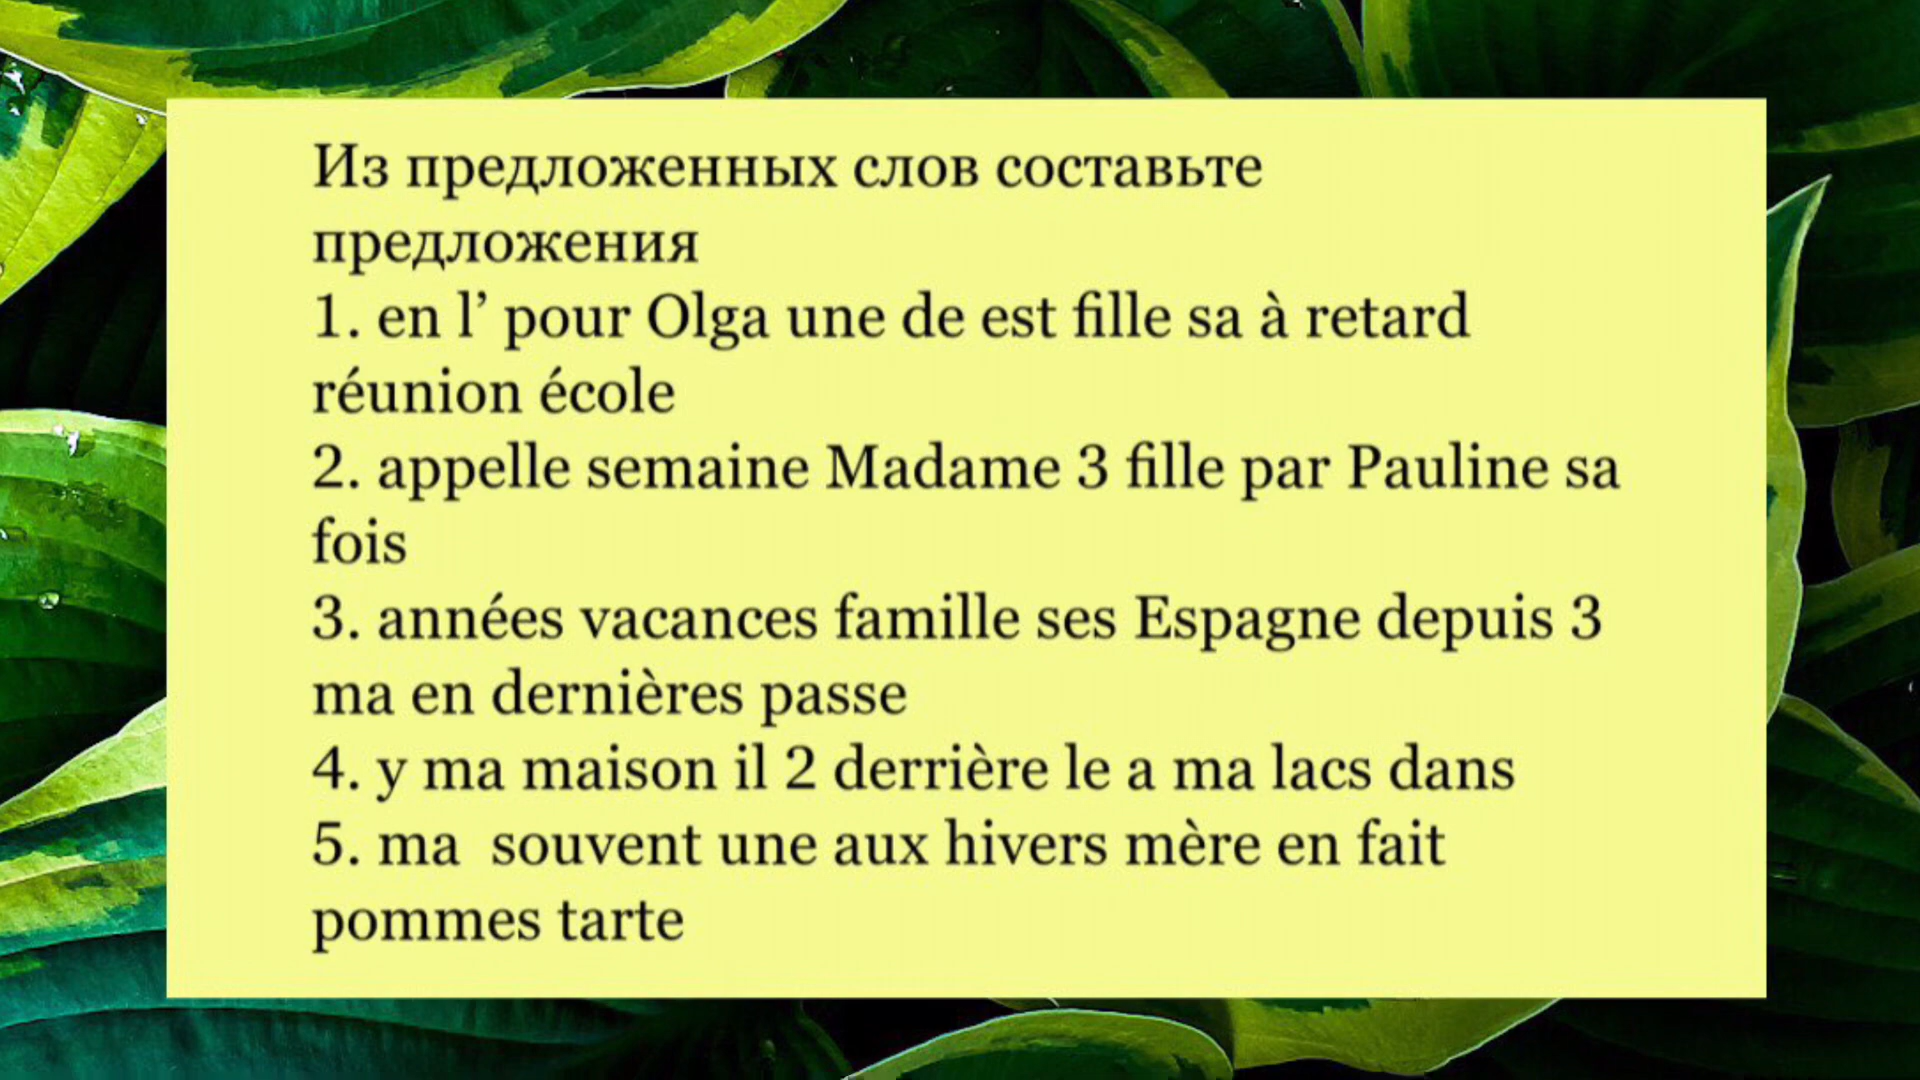 Из предложенных слов составьте
предложения
1. en l’ pour Olga une de est fille sa à retard
réunion école
2. appelle semaine Madame 3 fille par Pauline sa
fois
3. années vacances famille ses Espagne depuis 3
ma en dernières passe
4. y ma maison il 2 derrière le a ma lacs dans
5. ma  souvent une aux hivers mère en fait
pommes tarte